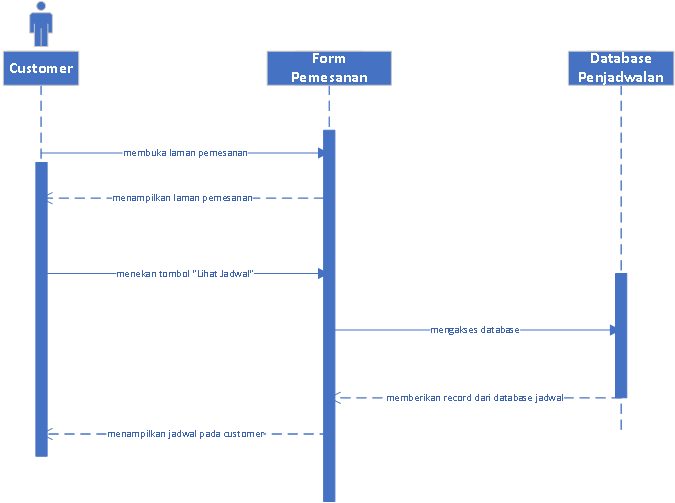 Customer
Form
Pemesanan
Database
Penjadwalan
membuka laman pemesanan
menampilkan laman pemesanan
menekan tombol "Lihat Jadwal"
mengakses database
memberikan record dari database jadwal
menampilkan jadwal pada customer